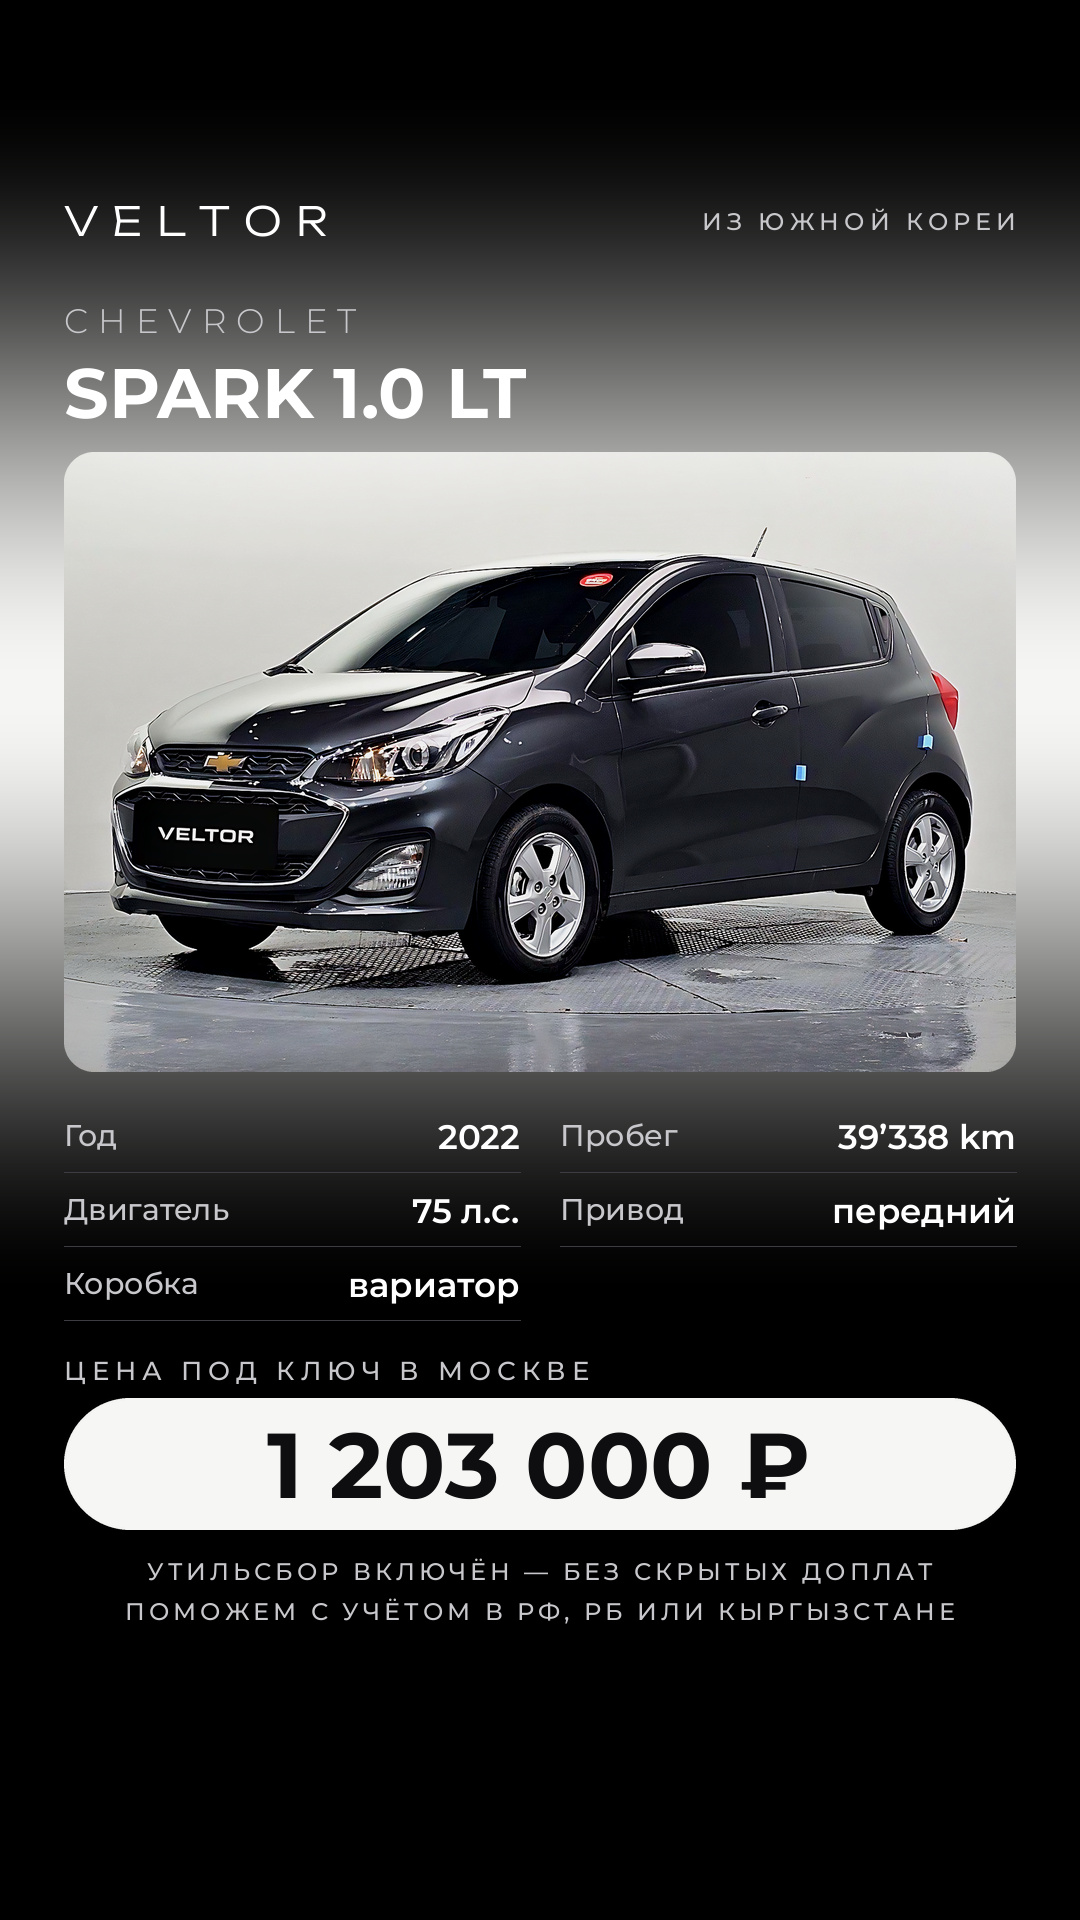 VELTOR
ИЗ ЮЖНОЙ КОРЕИ
CHEVROLET
SPARK 1.0 LT
VELTOR
Год 2022
Пробег 39’338 km
Двигатель 75 л.с.
Привод передний
Коробка вариатор
ЦЕНА ПОД КЛЮЧ В МОСКВЕ
1 203 000 ₽
УТИЛЬСБОР ВКЛЮЧЁН — БЕЗ СКРЫТЫХ ДОПЛАТ
ПОМОЖЕМ С УЧЁТОМ В РФ, РБ ИЛИ КЫРГЫЗСТАНЕ